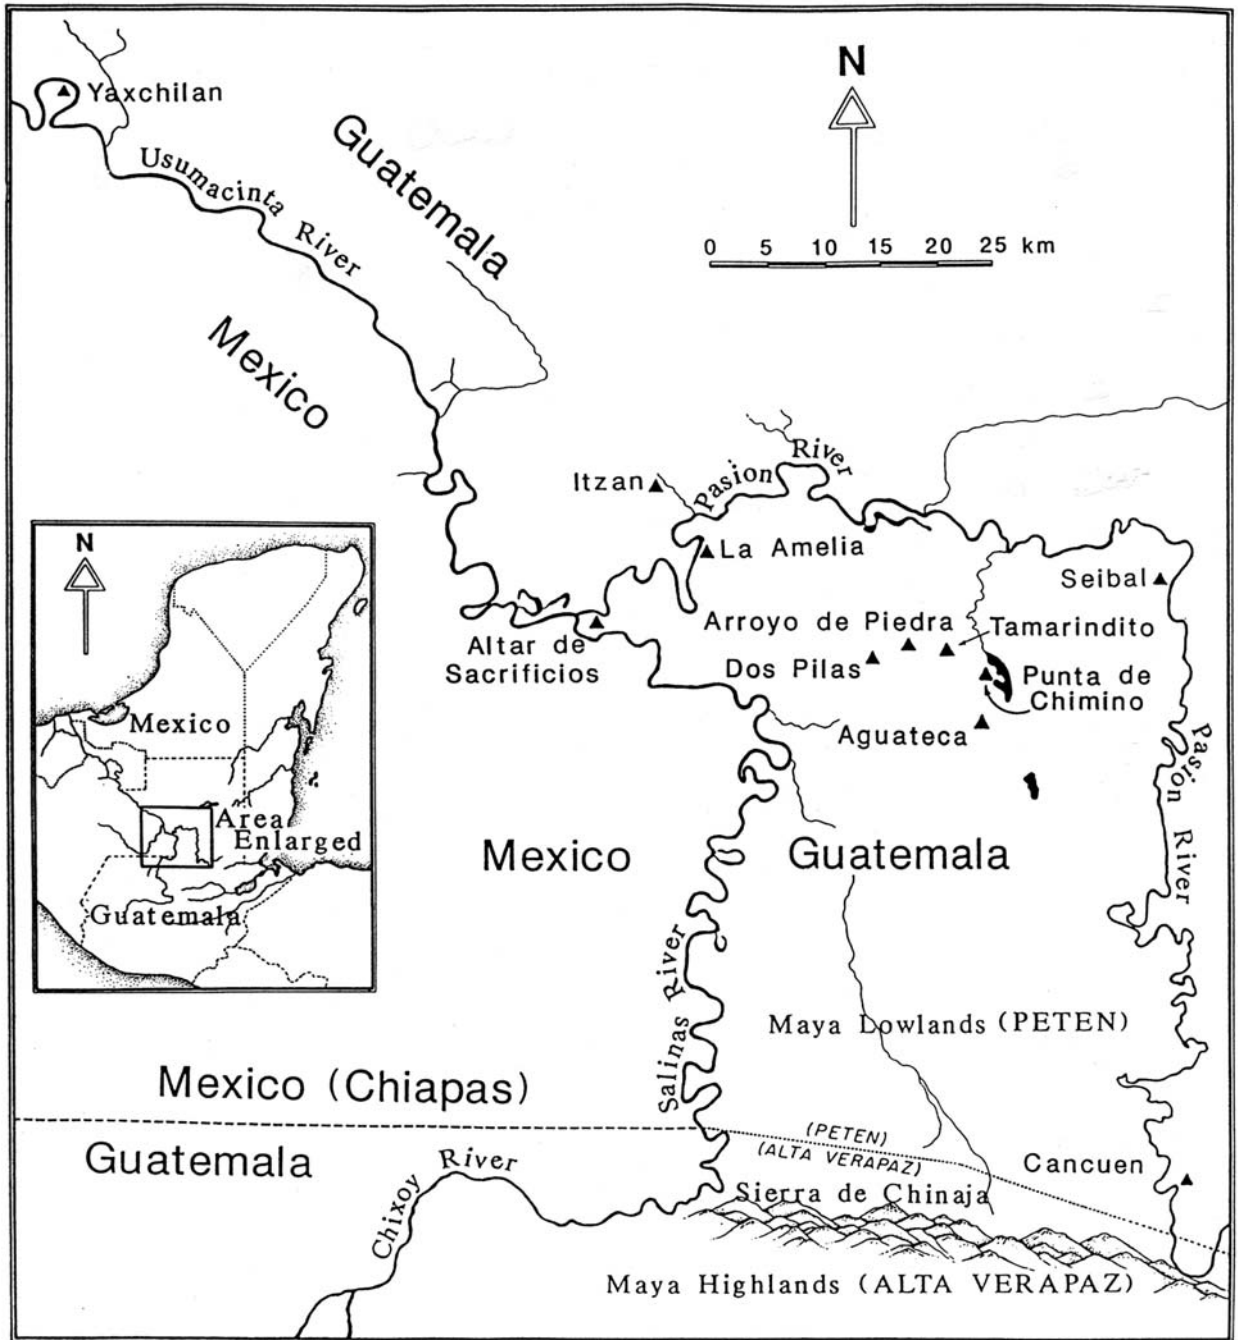 N
Yaxchilan
Guatemala
Usumacinta River
0 5 10 15 20 25 km
Mexico
Pasion River
Itzan
La Amelia
Seibal
Arroyo de Piedra
Tamarindito
Altar de
Sacrificios
Dos Pilas
Punta de
Chimino
Aguateca
Pasion River
N
Mexico
Area
Enlarged
Guatemala
Mexico
Guatemala
Salinas River
Maya Lowlands (PETEN)
Mexico (Chiapas)
(PETEN)
(ALTA VERAPAZ)
Guatemala
Chixoy River
Cancuen
Sierra de Chinaja
Maya Highlands (ALTA VERAPAZ)